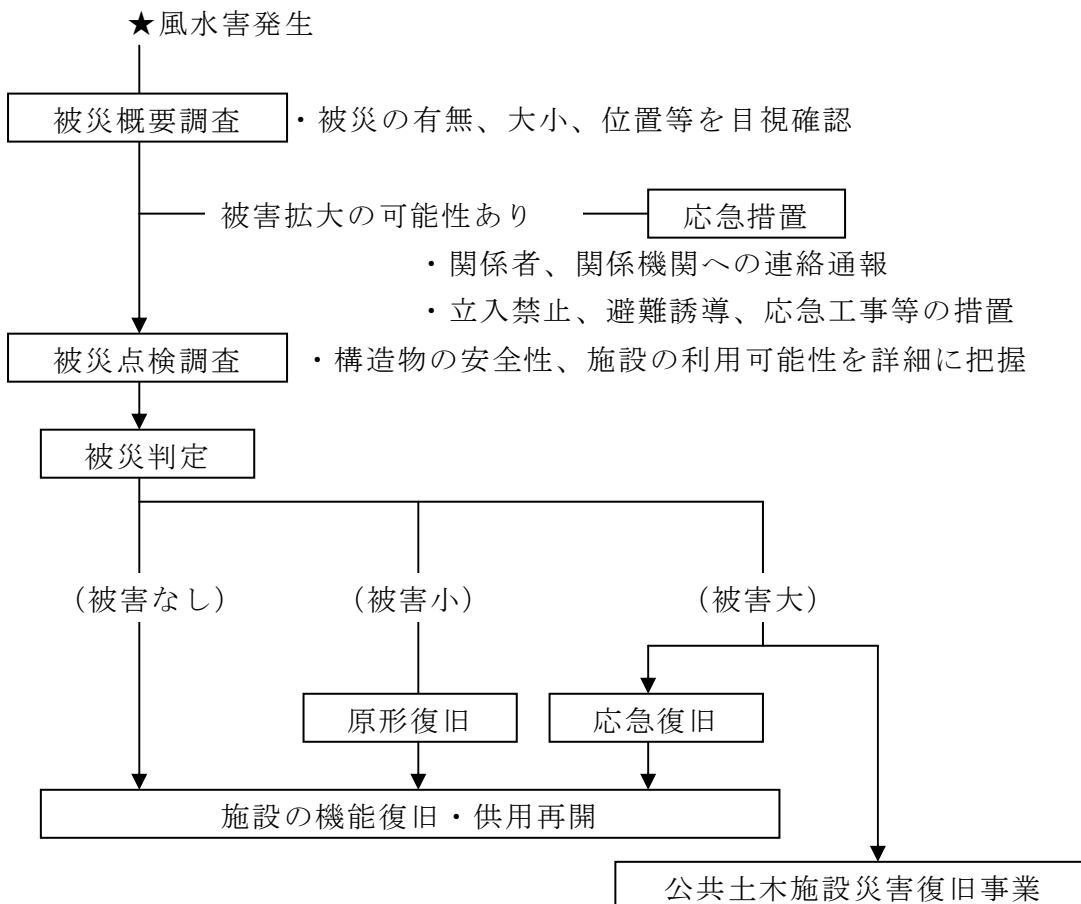 ★風水害発生
被災概要調査 ・被災の有無、大小、位置等を目視確認
被害拡大の可能性あり 応急措置
・関係者、関係機関への連絡通報
・立入禁止、避難誘導、応急工事等の措置
被災点検調査 ・構造物の安全性、施設の利用可能性を詳細に把握
被災判定
(被害なし) (被害小) (被害大)
原形復旧 応急復旧
施設の機能復旧・供用再開
公共土木施設災害復旧事業